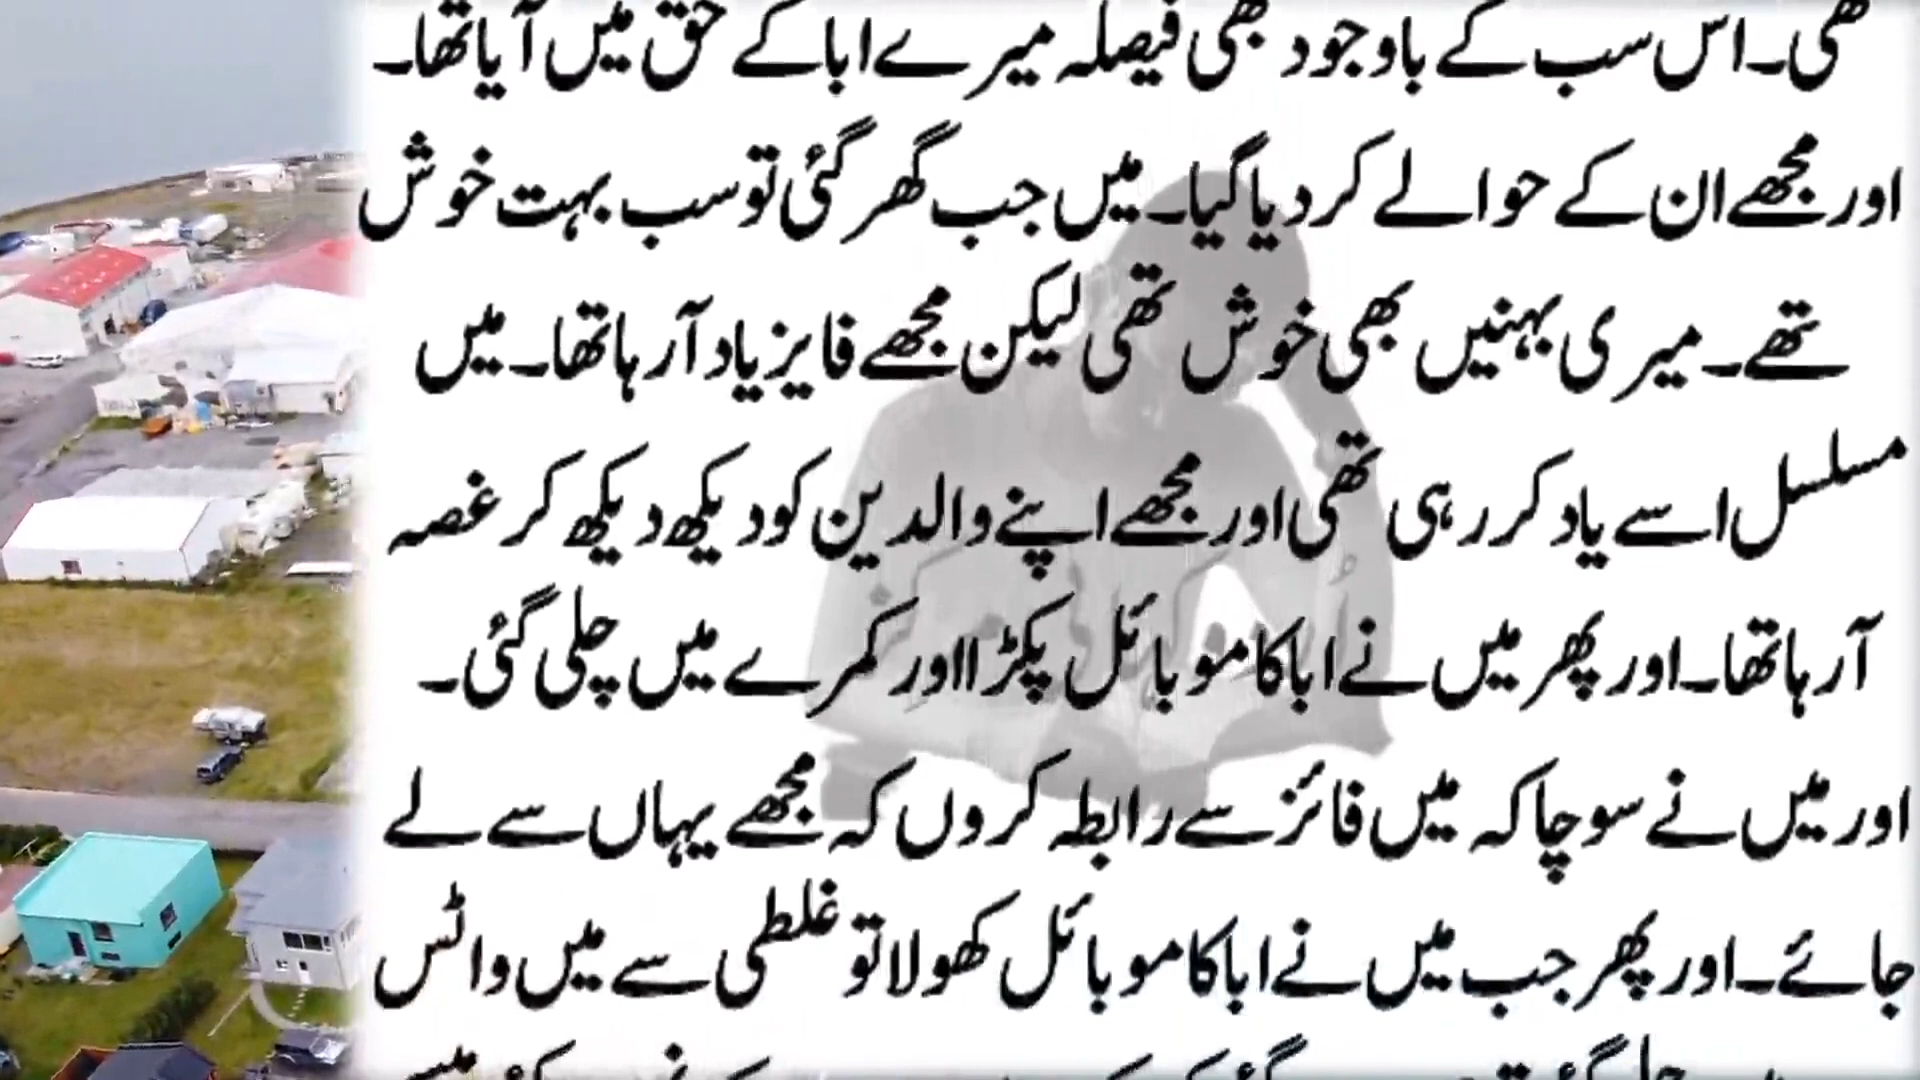 تھی۔اس سب کے باوجود بھی فیصلہ میرے ابا کے حق میں آیا تھا۔
اور مجھے ان کے حوالے کر دیا گیا۔میں جب گھر گئی تو سب بہت خوش
تھے۔ میری بہنیں بھی خوش تھی لیکن مجھے فایز یاد آرہا تھا۔ میں
مسلسل اسے یاد کر رہی تھی اور مجھے اپنے والدین کو دیکھ دیکھ کر غصہ
آرہا تھا۔اور پھر میں نے ابا کا موبائل پکڑا اور کمرے میں چلی گئی۔
اور میں نے سوچا کہ میں فائز سے رابطہ کروں کہ مجھے یہاں سے لے
جائے۔اور پھر جب میں نے ابا کا موبائل کھولا تو غلطی سے میں واٹس